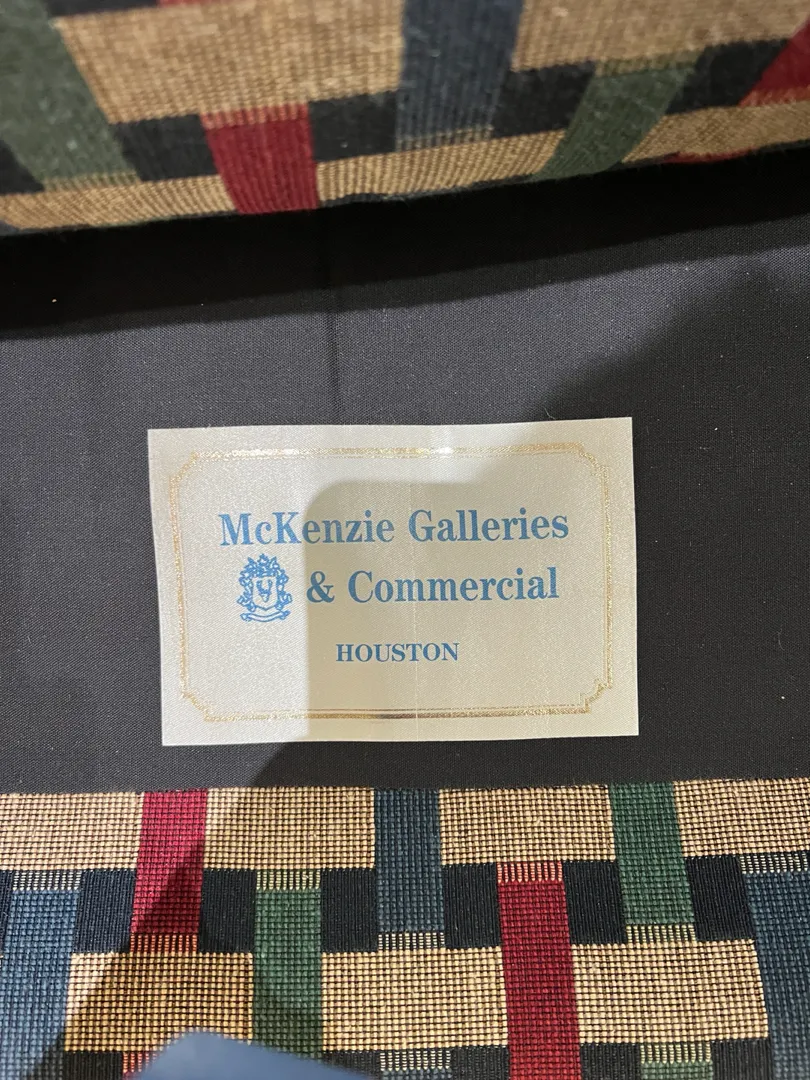 McKenzie Galleries
& Commercial
HOUSTON